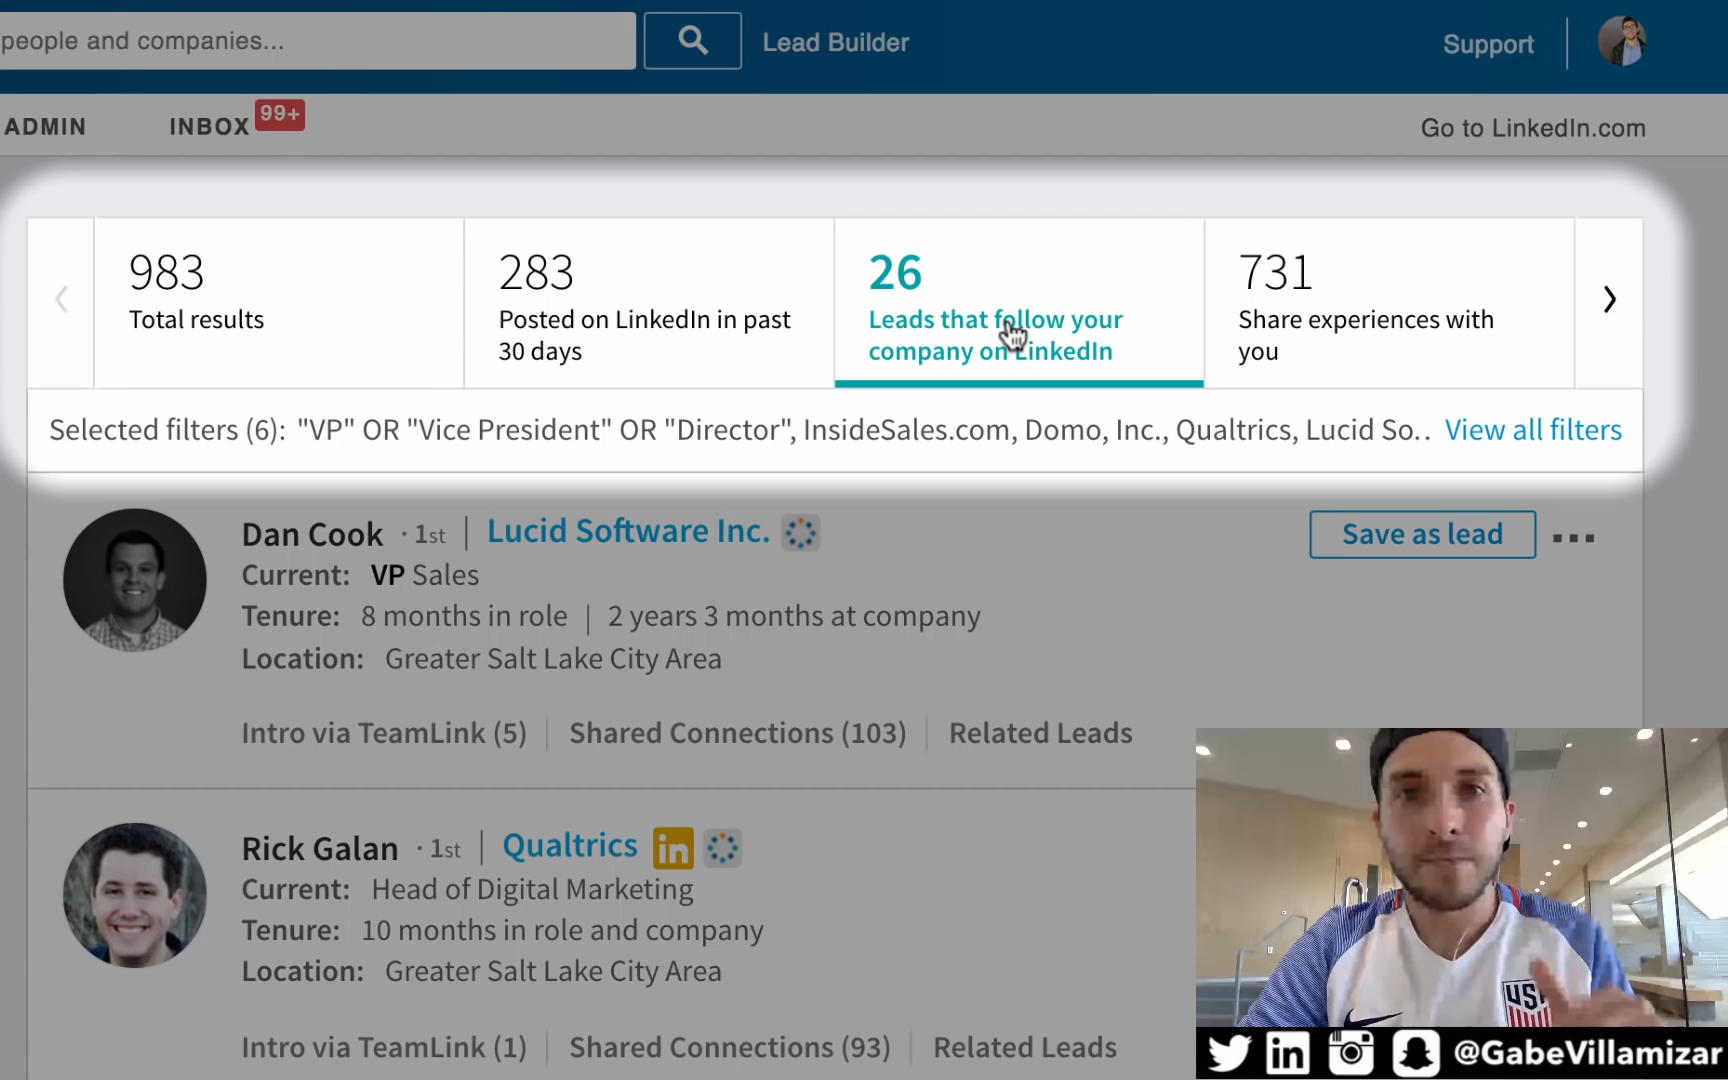 people and companies...
Lead Builder
Support
ADMIN
INBOX
99+
Go to LinkedIn.com
983
Total results
283
Posted on LinkedIn in past
30 days
26
Leads that follow your
company on LinkedIn
731
Share experiences with
you
Selected filters (6): "VP" OR "Vice President" OR "Director", InsideSales.com, Domo, Inc., Qualtrics, Lucid So.. View all filters
Dan Cook · 1st | Lucid Software Inc.
Save as lead
Current: VP Sales
Tenure: 8 months in role | 2 years 3 months at company
Location: Greater Salt Lake City Area
Intro via TeamLink (5) | Shared Connections (103) | Related Leads
Rick Galan · 1st | Qualtrics in
Current: Head of Digital Marketing
Tenure: 10 months in role and company
Location: Greater Salt Lake City Area
Intro via TeamLink (1) | Shared Connections (93) | Related Leads
US
in @GabeVillamizar